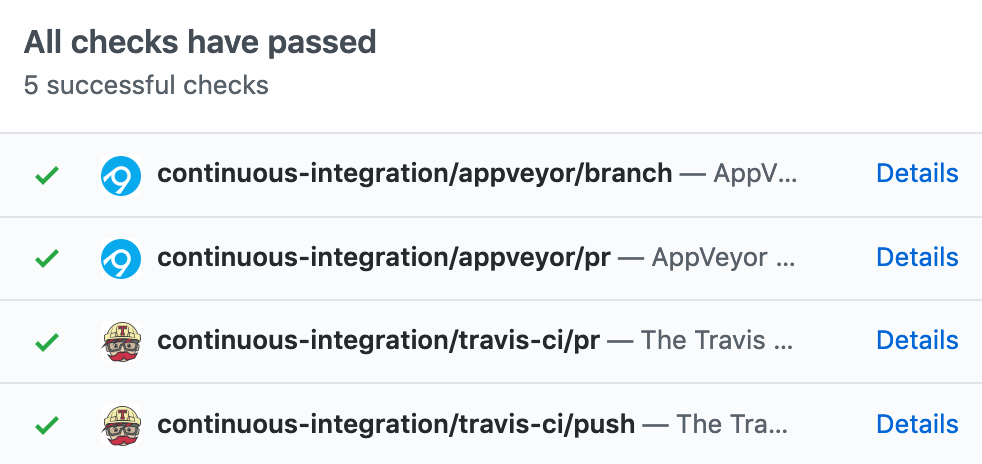 All checks have passed
5 successful checks
continuous-integration/appveyor/branch — AppV... Details
continuous-integration/appveyor/pr — AppVeyor ... Details
continuous-integration/travis-ci/pr — The Travis ... Details
continuous-integration/travis-ci/push — The Tra... Details